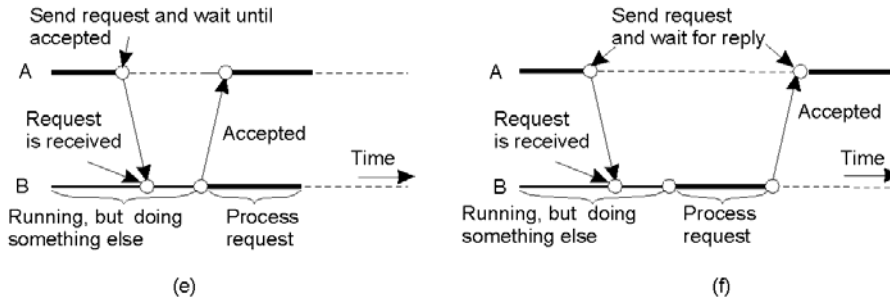 Send request and wait until
accepted
A
Request
is received
Accepted
Time
B
Running, but doing
something else
Process
request
(e)
Send request
and wait for reply
A
Request
is received
Accepted
Time
B
Running, but doing
something else
Process
request
(f)